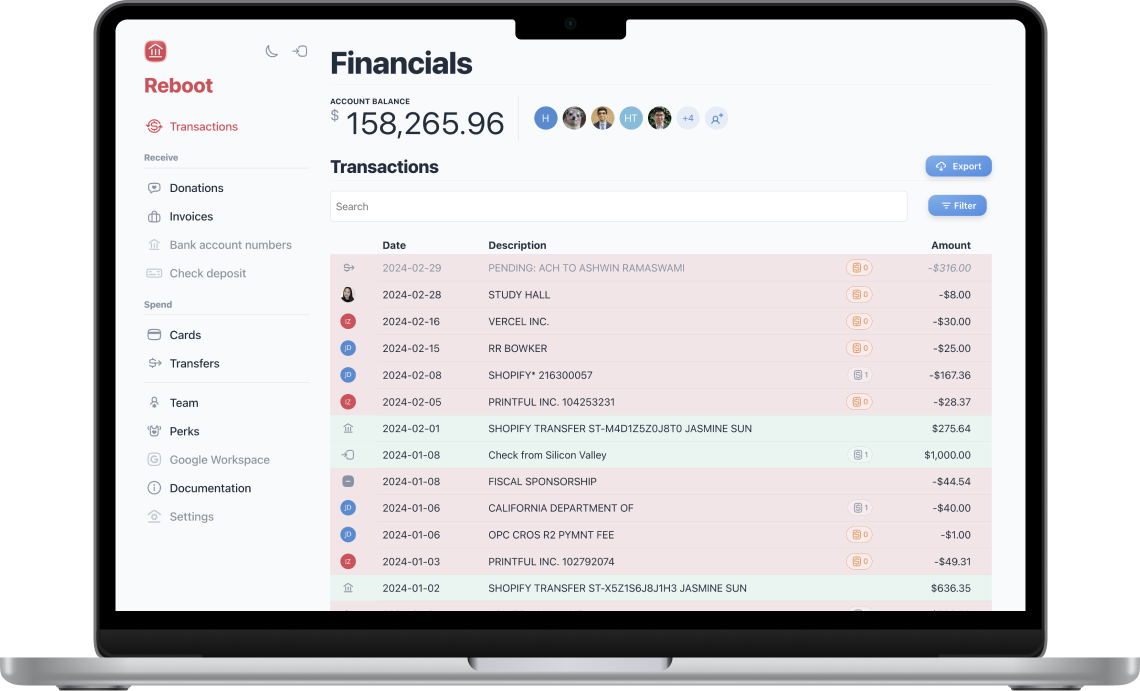 Reboot
Transactions
Receive
Donations
Invoices
Bank account numbers
Check deposit
Spend
Cards
Transfers
Team
Perks
Google Workspace
Documentation
Settings
Financials
ACCOUNT BALANCE
$ 158,265.96
H HT +4
Transactions
Export
Search
Filter
Date Description Amount
2024-02-29 PENDING: ACH TO ASHWIN RAMASWAMI 0 -$316.00
2024-02-28 STUDY HALL 0 -$8.00
IZ 2024-02-16 VERCEL INC. 0 -$30.00
JD 2024-02-15 RR BOWKER 0 -$25.00
JD 2024-02-08 SHOPIFY* 216300057 1 -$167.36
IZ 2024-02-05 PRINTFUL INC. 104253231 0 -$28.37
2024-02-01 SHOPIFY TRANSFER ST-M4D1Z5Z0J8T0 JASMINE SUN $275.64
2024-01-08 Check from Silicon Valley 1 $1,000.00
2024-01-08 FISCAL SPONSORSHIP -$44.54
JD 2024-01-06 CALIFORNIA DEPARTMENT OF 1 -$40.00
JD 2024-01-06 OPC CROS R2 PYMNT FEE 0 -$1.00
IZ 2024-01-03 PRINTFUL INC. 102792074 0 -$49.31
2024-01-02 SHOPIFY TRANSFER ST-X5Z1S6J8J1H3 JASMINE SUN $636.35